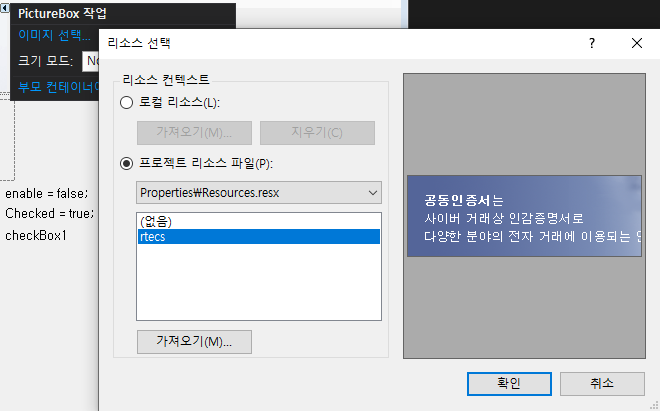 PictureBox 작업
이미지 선택...
크기 모드: No
부모 컨테이너에
enable = false;
Checked = true;
checkBox1
리소스 선택
리소스 컨텍스트
로컬 리소스(L):
가져오기(M)...
지우기(C)
프로젝트 리소스 파일(P):
Properties\Resources.resx
(없음)
rtecs
가져오기(M)...
공동인증서는
사이버 거래상 인감증명서로
다양한 분야의 전자 거래에 이용되는
확인
취소